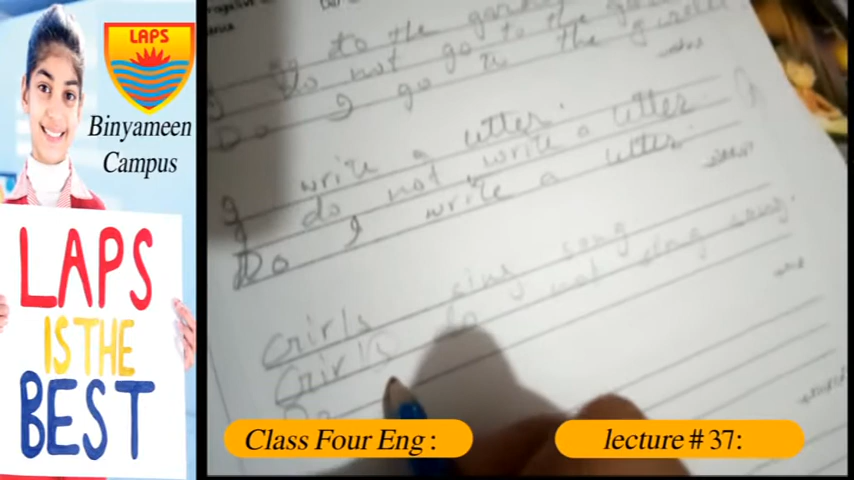 LAPS
Binyameen
Campus
LAPS
IS THE
BEST
go to the garden
I do not go to the
Do I go to the garden
I write a letter.
I do not write a letter.
Do I write a letter.
Girls sing song
Girls do not sing song.
Do
Class Four Eng :
lecture # 37: